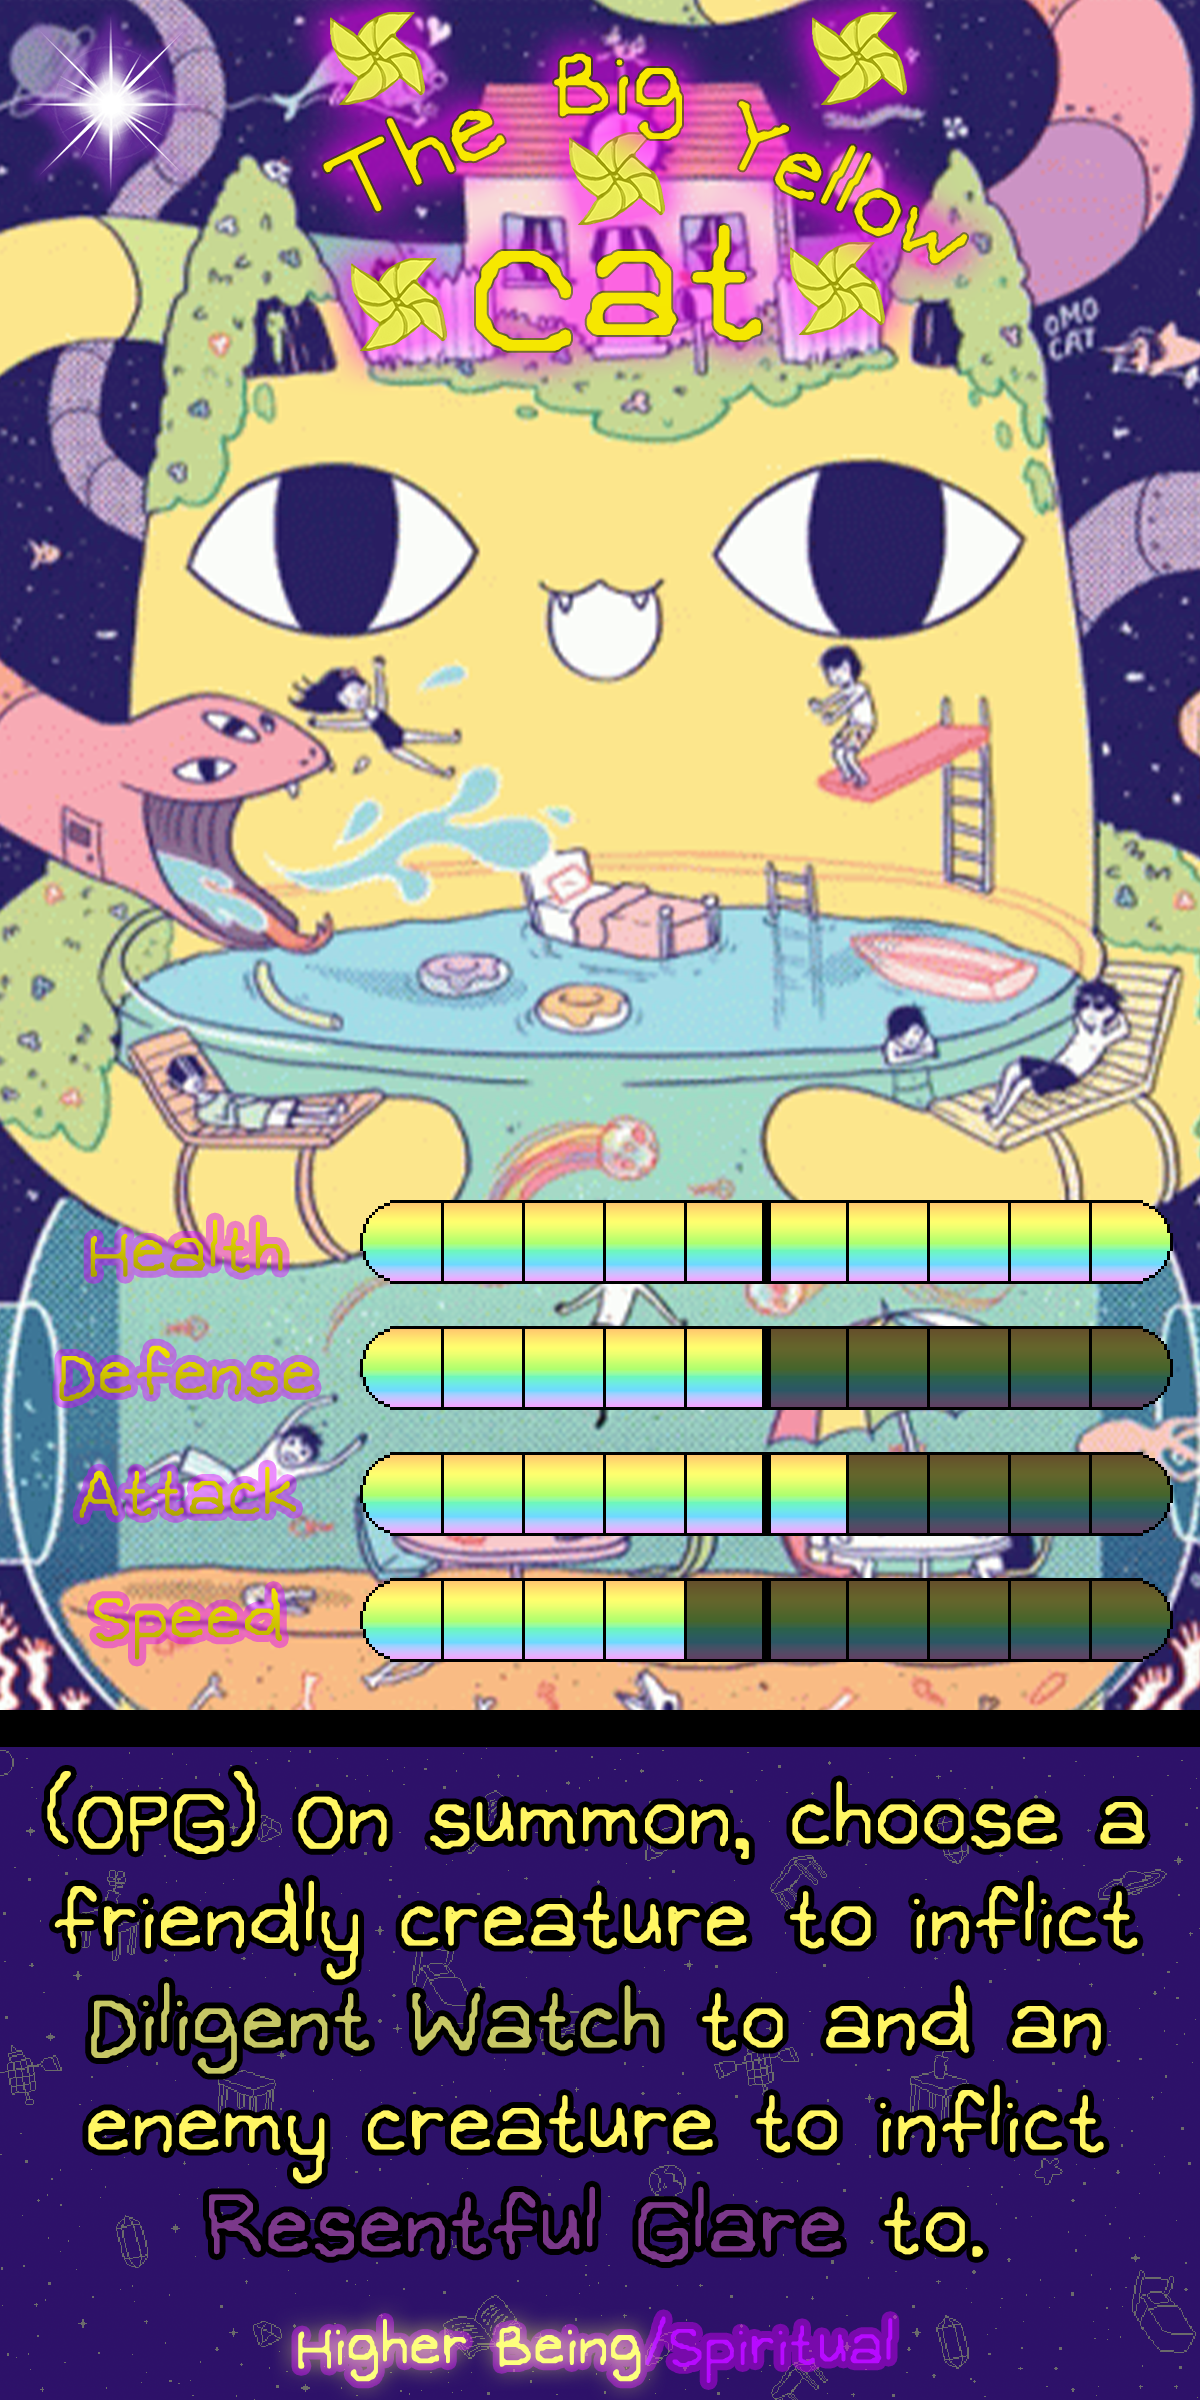 The Big Yellow
cat
OMO
CAT
Health
Defense
Attack
Speed
(OPG) On summon, choose a
friendly creature to inflict
Diligent Watch to and an
enemy creature to inflict
Resentful Glare to.
Higher Being/Spiritual